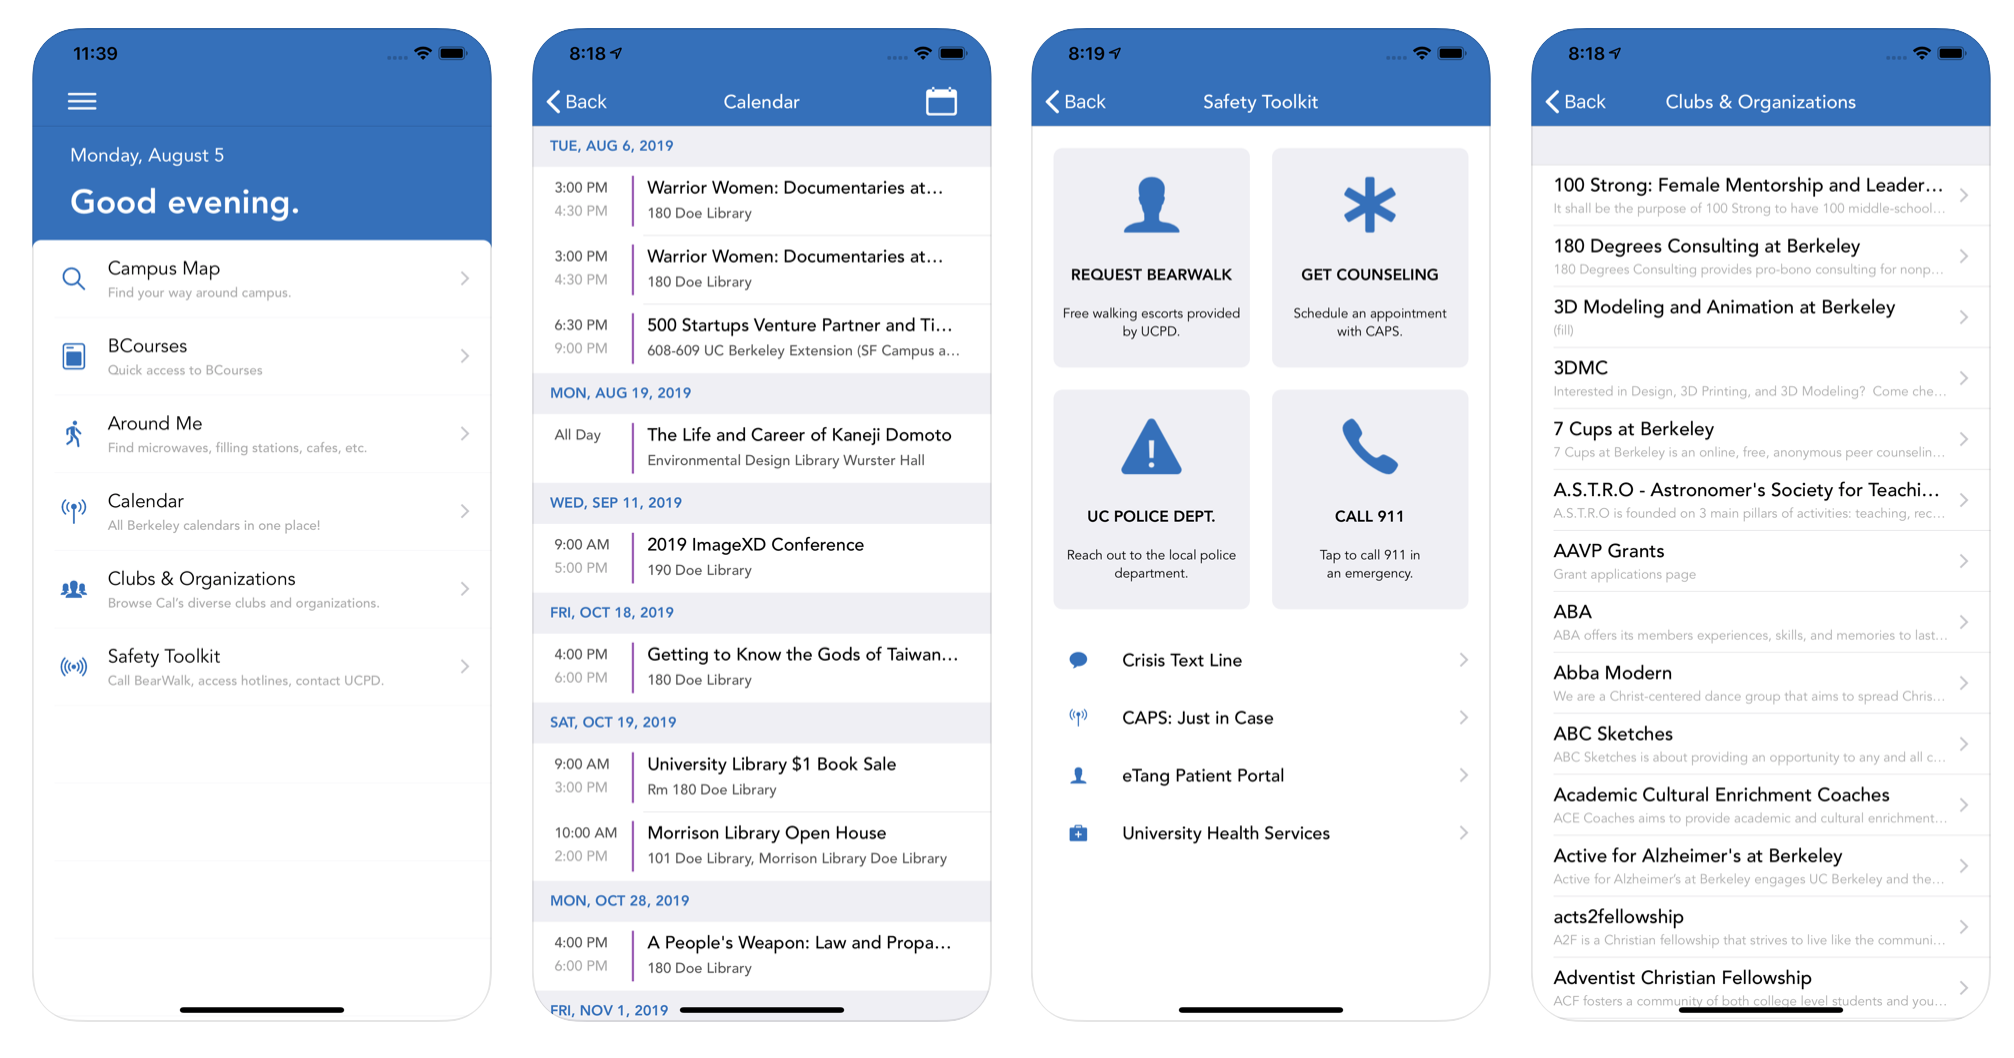 11:39
Monday, August 5
Good evening.
Campus Map
Find your way around campus.
BCourses
Quick access to BCourses
Around Me
Find microwaves, filling stations, cafes, etc.
Calendar
All Berkeley calendars in one place!
Clubs & Organizations
Browse Cal's diverse clubs and organizations.
Safety Toolkit
Call BearWalk, access hotlines, contact UCPD.
8:18
Back
Calendar
TUE, AUG 6, 2019
3:00 PM
Warrior Women: Documentaries at...
4:30 PM
180 Doe Library
3:00 PM
Warrior Women: Documentaries at...
4:30 PM
180 Doe Library
6:30 PM
500 Startups Venture Partner and Ti...
9:00 PM
608-609 UC Berkeley Extension (SF Campus a...
MON, AUG 19, 2019
All Day
The Life and Career of Kaneji Domoto
Environmental Design Library Wurster Hall
WED, SEP 11, 2019
9:00 AM
2019 ImageXD Conference
5:00 PM
190 Doe Library
FRI, OCT 18, 2019
4:00 PM
Getting to Know the Gods of Taiwan...
6:00 PM
180 Doe Library
SAT, OCT 19, 2019
9:00 AM
University Library $1 Book Sale
3:00 PM
Rm 180 Doe Library
10:00 AM
Morrison Library Open House
2:00 PM
101 Doe Library, Morrison Library Doe Library
MON, OCT 28, 2019
4:00 PM
A People's Weapon: Law and Propa...
6:00 PM
180 Doe Library
FRI, NOV 1, 2019
8:19
Back
Safety Toolkit
REQUEST BEARWALK
Free walking escorts provided
by UCPD.
GET COUNSELING
Schedule an appointment
with CAPS.
UC POLICE DEPT.
Reach out to the local police
department.
CALL 911
Tap to call 911 in
an emergency.
Crisis Text Line
CAPS: Just in Case
eTang Patient Portal
University Health Services
8:18
Back
Clubs & Organizations
100 Strong: Female Mentorship and Leader...
It shall be the purpose of 100 Strong to have 100 middle-school...
180 Degrees Consulting at Berkeley
180 Degrees Consulting provides pro-bono consulting for nonp...
3D Modeling and Animation at Berkeley
(fill)
3DMC
Interested in Design, 3D Printing, and 3D Modeling? Come che...
7 Cups at Berkeley
7 Cups at Berkeley is an online, free, anonymous peer counselin...
A.S.T.R.O - Astronomer's Society for Teachi...
A.S.T.R.O is founded on 3 main pillars of activities: teaching, rec...
AAVP Grants
Grant applications page
ABA
ABA offers its members experiences, skills, and memories to last...
Abba Modern
We are a Christ-centered dance group that aims to spread Chris...
ABC Sketches
ABC Sketches is about providing an opportunity to any and all c...
Academic Cultural Enrichment Coaches
ACE Coaches aims to provide academic and cultural enrichment...
Active for Alzheimer's at Berkeley
Active for Alzheimer's at Berkeley engages UC Berkeley and the...
acts2fellowship
A2F is a Christian fellowship that strives to live like the communi...
Adventist Christian Fellowship
ACF fosters a community of both college level students and you...